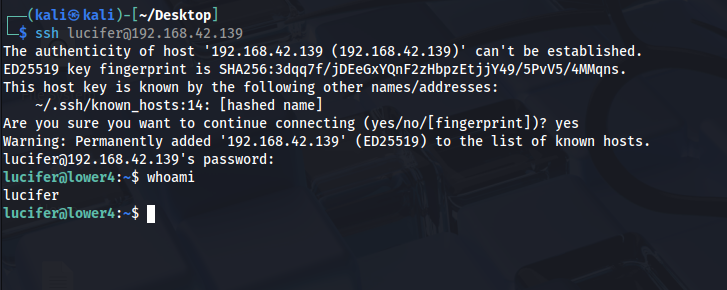 ┌──(kali㉿kali)-[~/Desktop]
└─$ ssh lucifer@192.168.42.139
The authenticity of host '192.168.42.139 (192.168.42.139)' can't be established.
ED25519 key fingerprint is SHA256:3dqq7f/jDEeGxYQnF2zHbpzEtjjY49/5PvV5/4MMqns.
This host key is known by the following other names/addresses:
    ~/.ssh/known_hosts:14: [hashed name]
Are you sure you want to continue connecting (yes/no/[fingerprint])? yes
Warning: Permanently added '192.168.42.139' (ED25519) to the list of known hosts.
lucifer@192.168.42.139's password:
lucifer@lower4:~$ whoami
lucifer
lucifer@lower4:~$